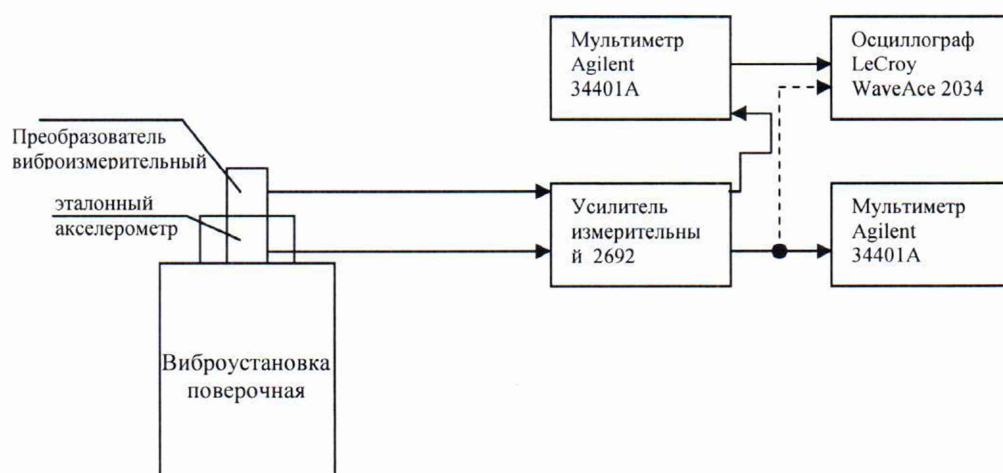 Мультиметр
Agilent
34401A
Осциллограф
LeCroy
WaveAce 2034
Преобразователь
виброизмерительный
эталонный
акселерометр
Усилитель
измерительны
й 2692
Мультиметр
Agilent
34401A
Виброустановка
поверочная